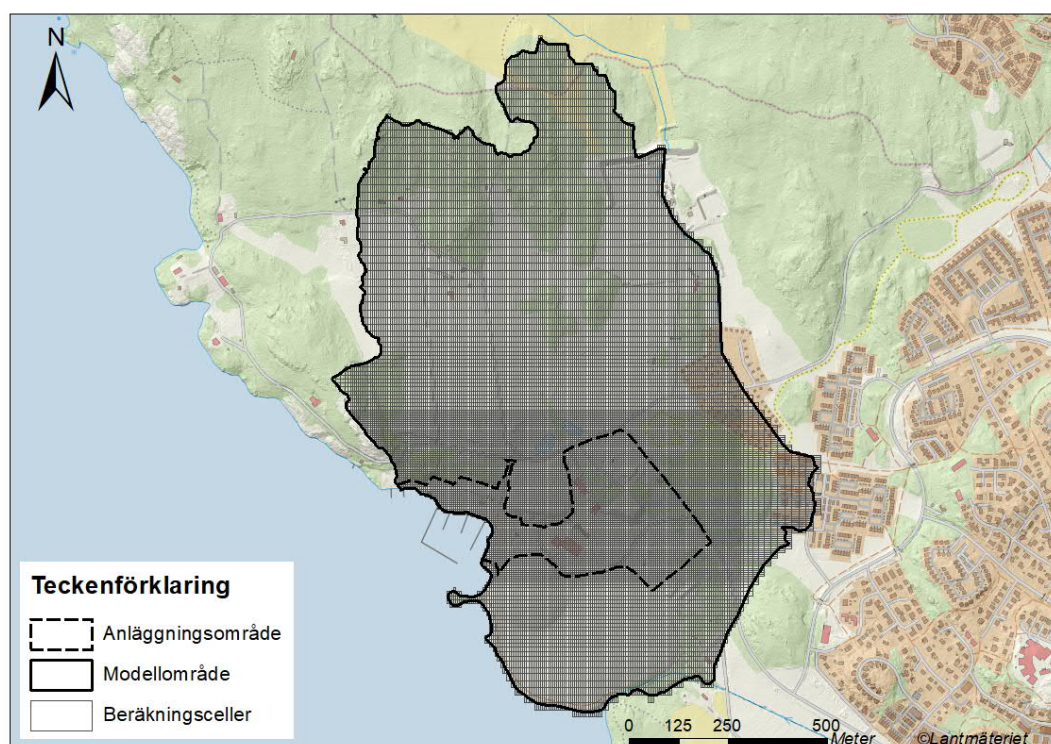 N
Teckenförklaring
Anläggningsområde
Modellområde
Beräkningsceller
0 125 250 500
Meter ©Lantmäteriet